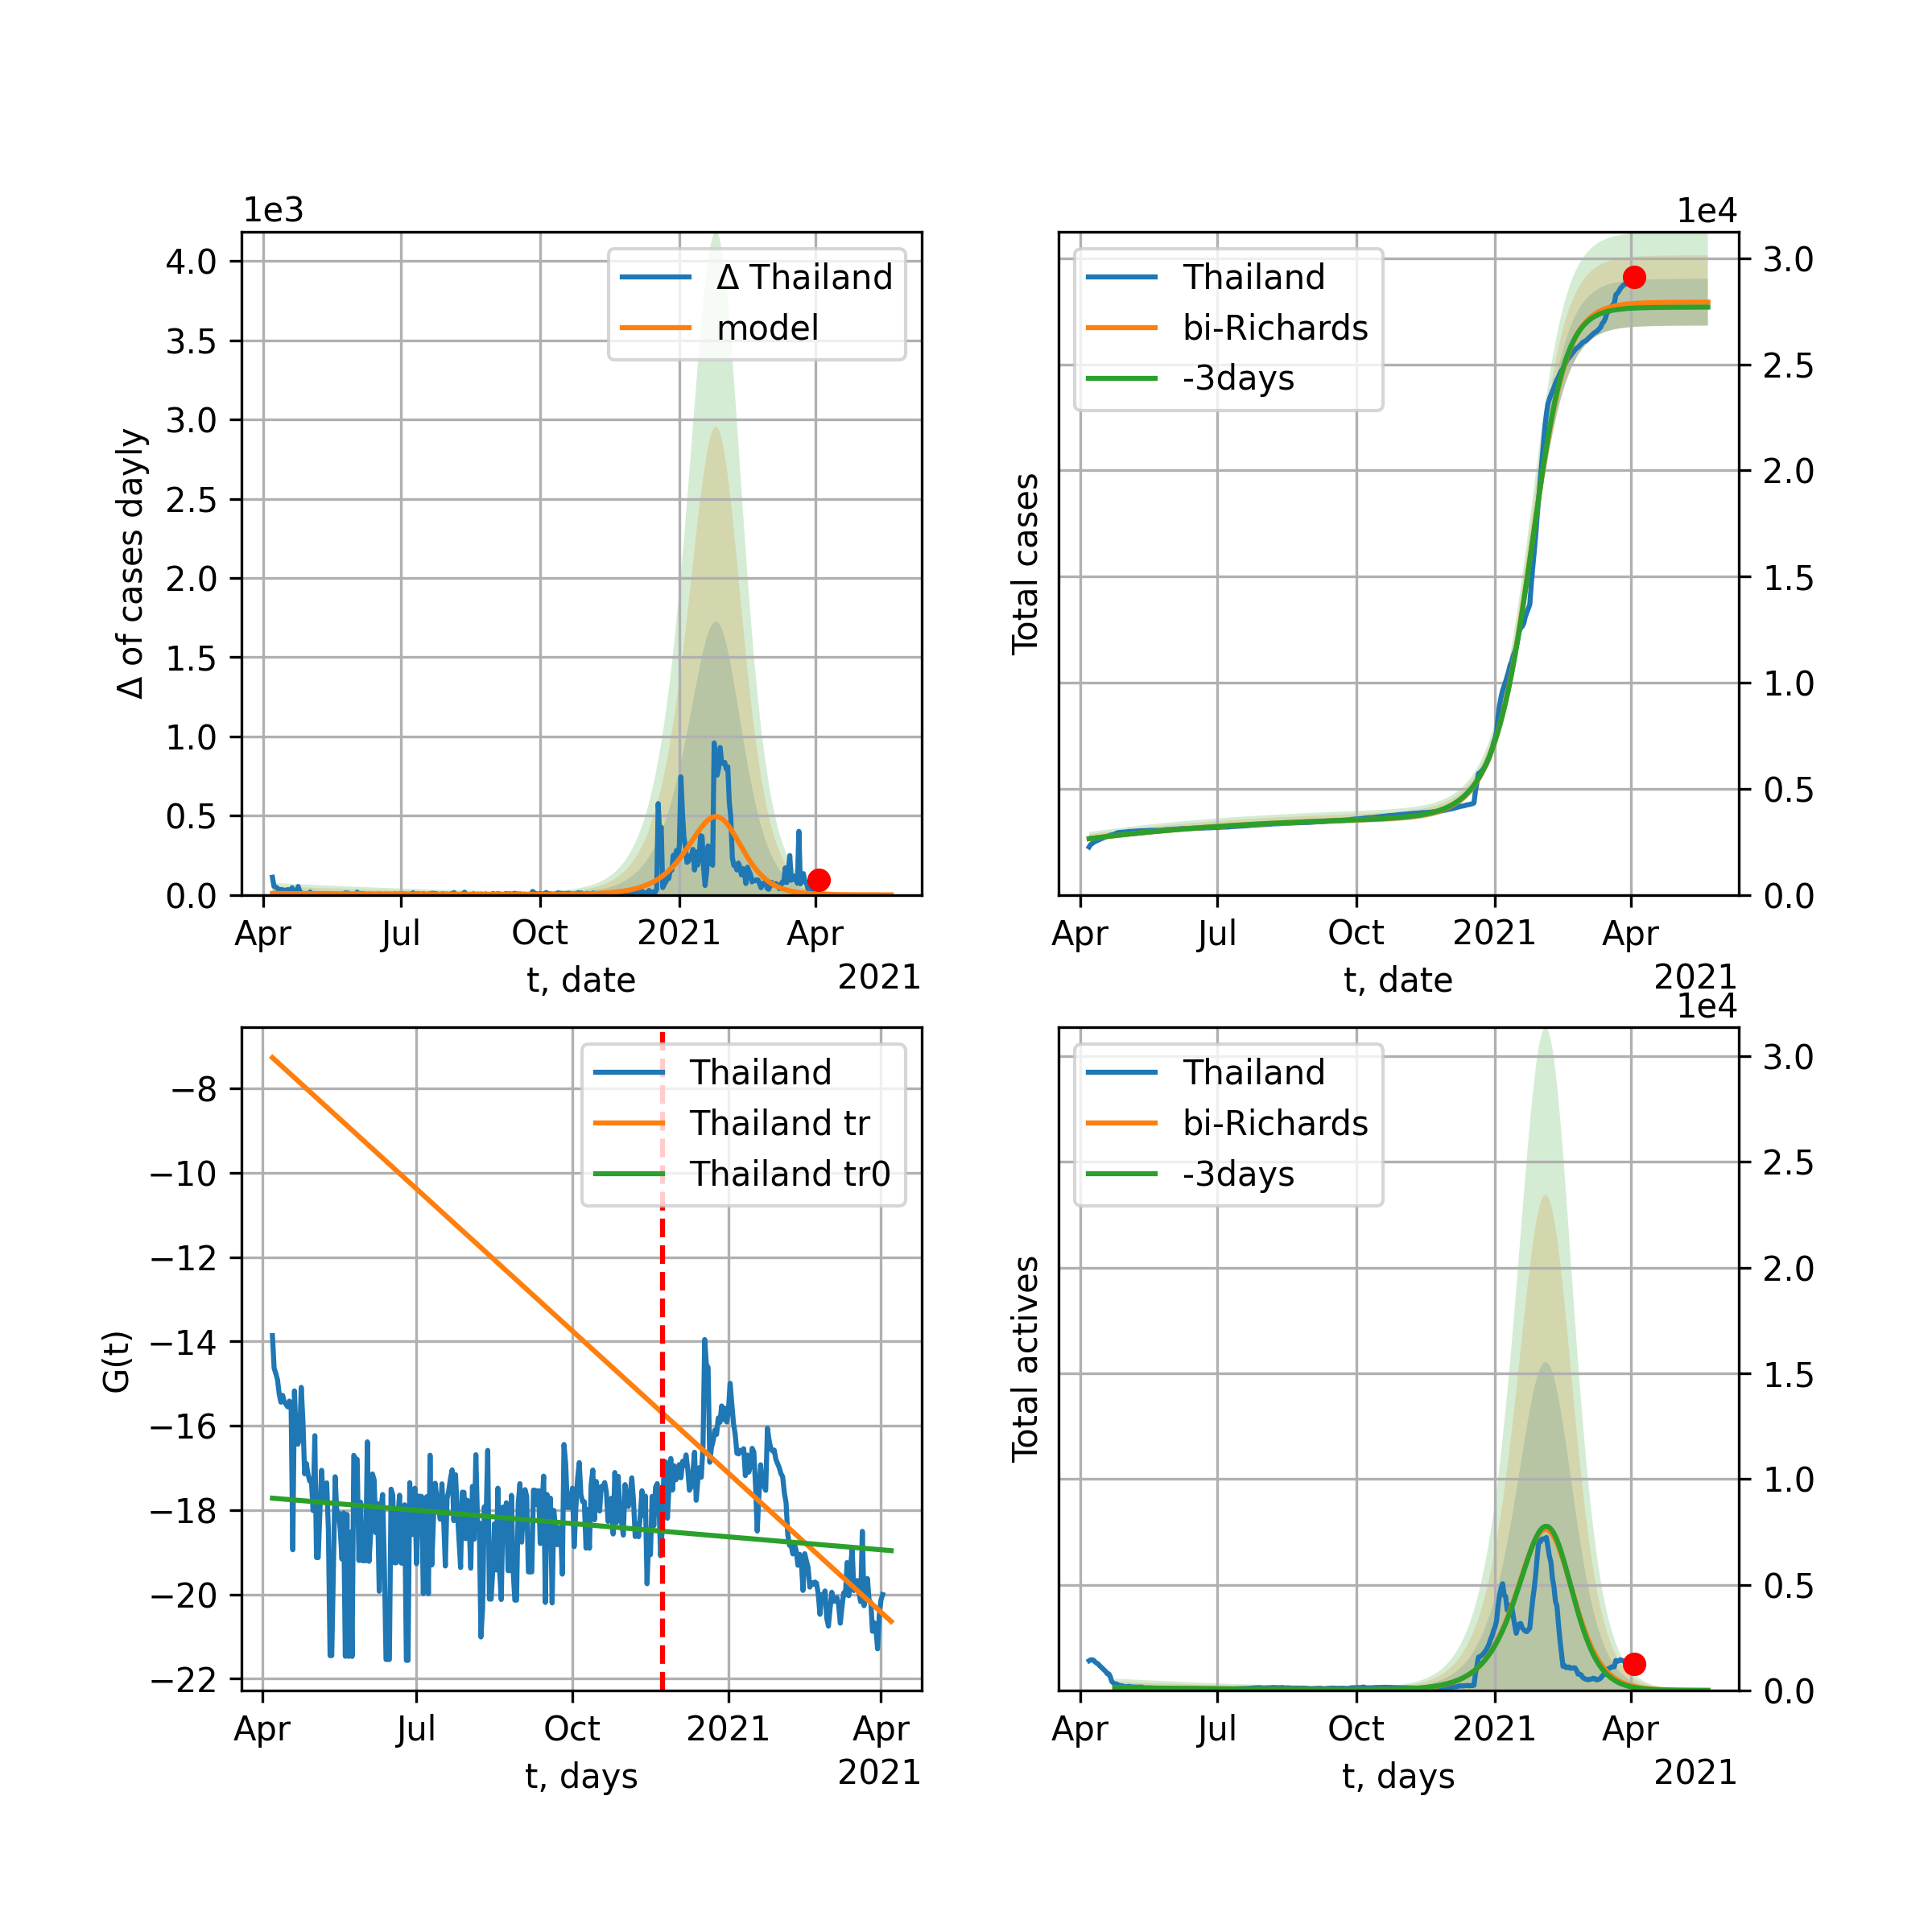 1e3
Δ of cases dayly
4.0
3.5
3.0
2.5
2.0
1.5
1.0
0.5
0.0
Δ Thailand
model
Apr
Jul
Oct
2021
Apr
t, date
2021
1e4
Total cases
Thailand
bi-Richards
-3days
3.0
2.5
2.0
1.5
1.0
0.5
0.0
Apr
Jul
Oct
2021
Apr
t, date
2021
G(t)
−8
−10
−12
−14
−16
−18
−20
−22
Thailand
Thailand tr
Thailand tr0
Apr
Jul
Oct
2021
Apr
t, days
2021
1e4
Total actives
Thailand
bi-Richards
-3days
3.0
2.5
2.0
1.5
1.0
0.5
0.0
Apr
Jul
Oct
2021
Apr
t, days
2021